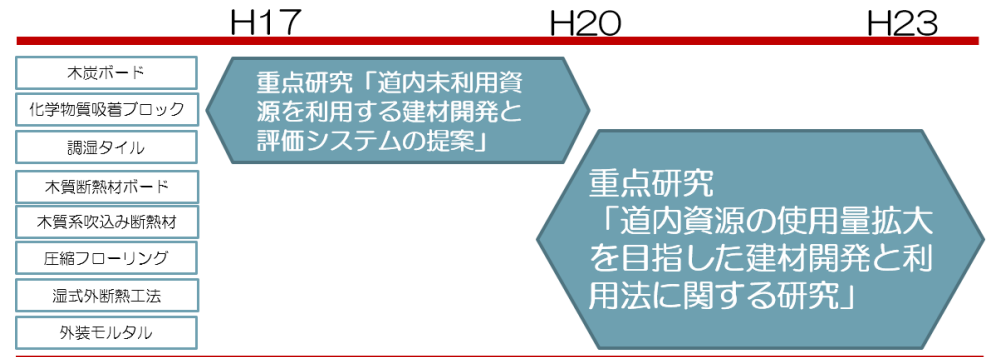 H17 H20 H23
木炭ボード
化学物質吸着ブロック
調湿タイル
木質断熱材ボード
木質系吹込み断熱材
圧縮フローリング
湿式外断熱工法
外装モルタル
重点研究「道内未利用資
源を利用する建材開発と
評価システムの提案」
重点研究
「道内資源の使用量拡大
を目指した建材開発と利
用法に関する研究」